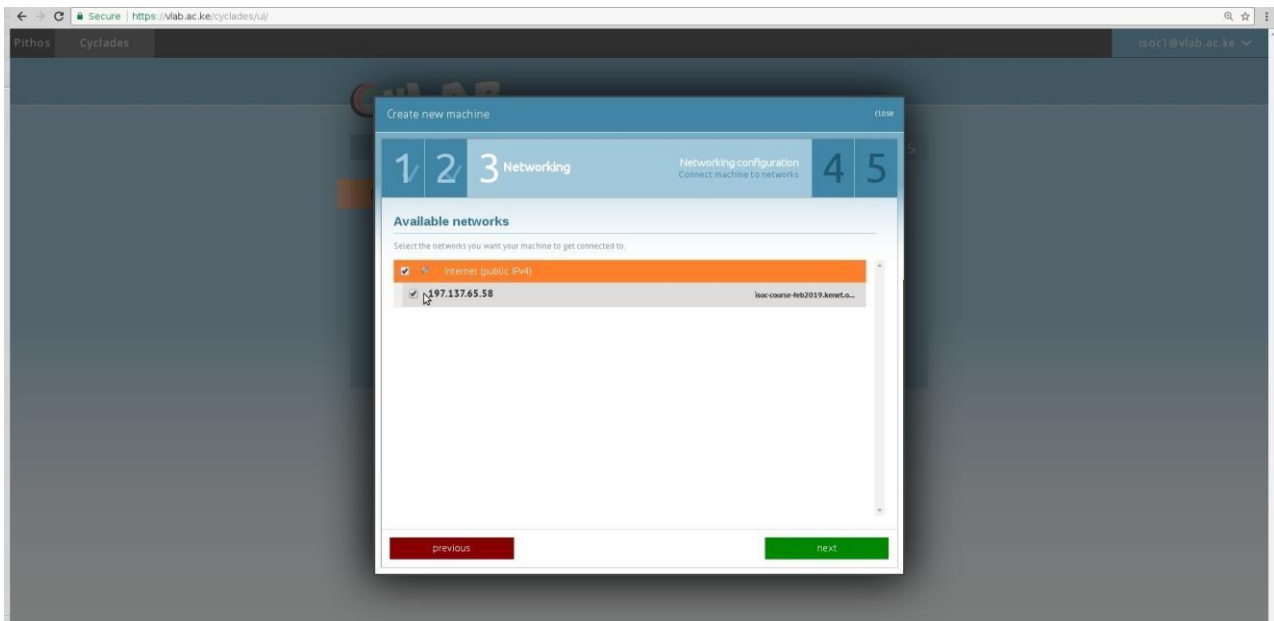 Secure | https://vlab.ac.ke/cyclades/ui/
Pithos Cyclades isoc1@vlab.ac.ke
Create new machine close
1 2 3 Networking Networking configuration 4 5
Connect machine to networks
Available networks
Select the networks you want your machine to get connected to.
Internet (public IPv4)
197.137.65.58 isoc-course-feb2019.kenet.o...
previous next